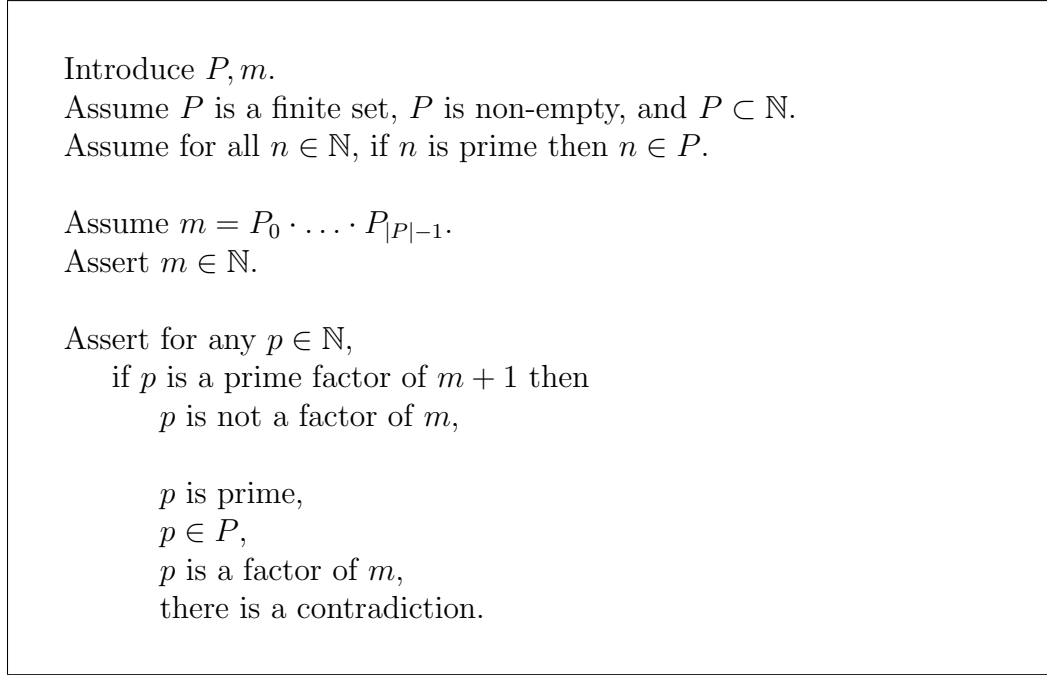 Introduce P, m.
Assume P is a finite set, P is non-empty, and P ⊂ ℕ.
Assume for all n ∈ ℕ, if n is prime then n ∈ P.
Assume m = P₀ · … · P_{|P|−1}.
Assert m ∈ ℕ.
Assert for any p ∈ ℕ,
if p is a prime factor of m + 1 then
p is not a factor of m,
p is prime,
p ∈ P,
p is a factor of m,
there is a contradiction.